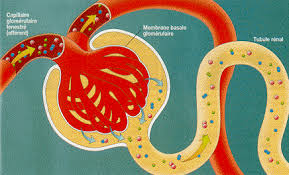 Capillaire
glomérulaire
fenestré
(afférent)
Membrane basale
glomérulaire
Tubule rénal